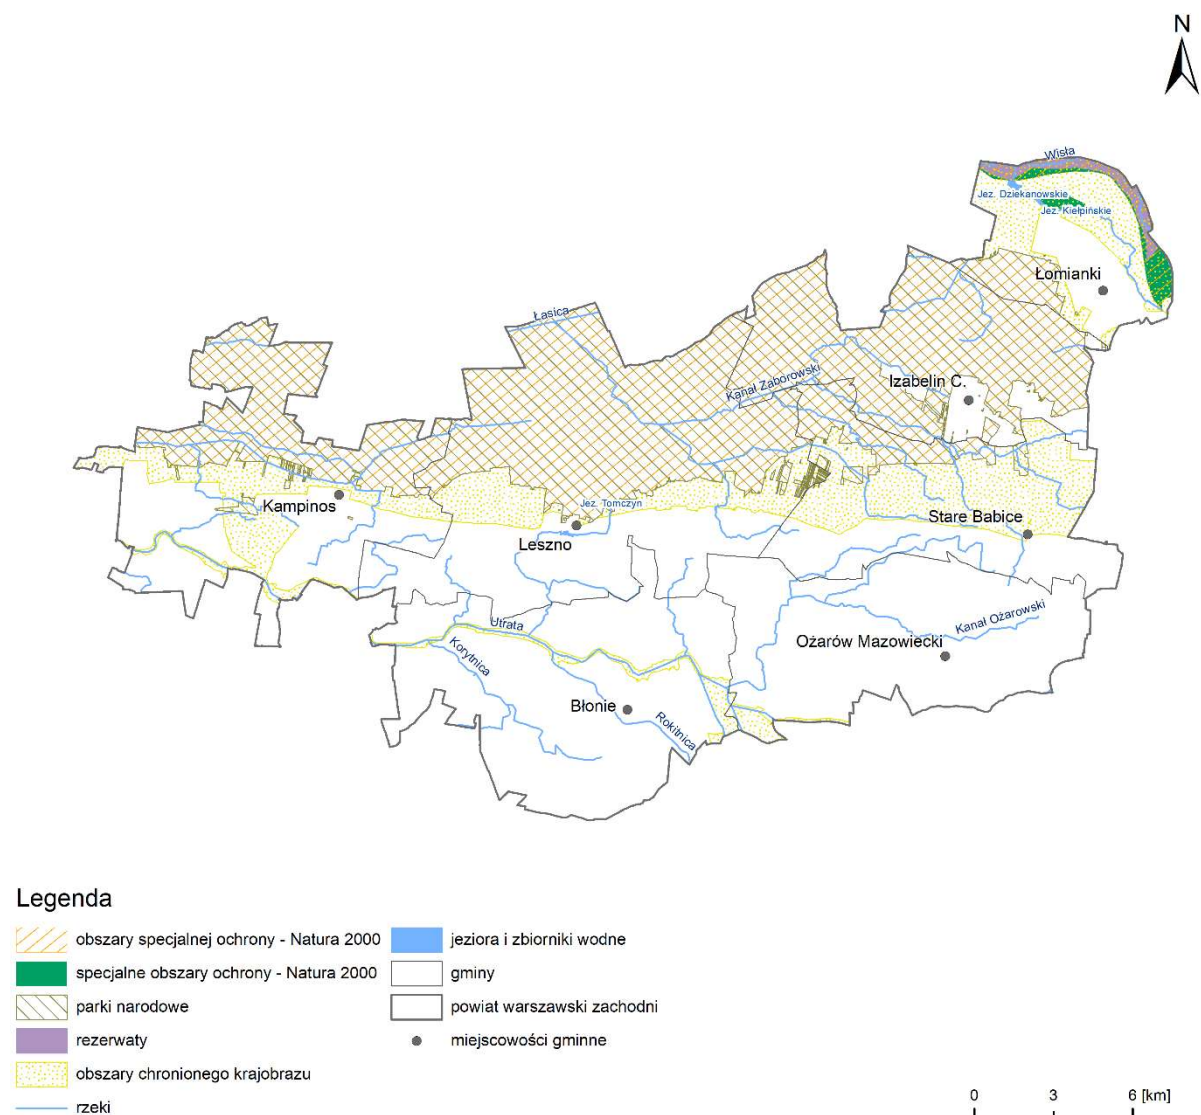 N
Wisła
Jez. Dziekanowskie
Jez. Kiełpińskie
Łomianki
Łasica
Kanał Zaborowski
Izabelin C.
Kampinos
Jez. Tomczyn
Leszno
Stare Babice
Utrata
Kanał Ożarowski
Korytnica
Ożarów Mazowiecki
Błonie
Rokitnica
Legenda
obszary specjalnej ochrony - Natura 2000
specjalne obszary ochrony - Natura 2000
parki narodowe
rezerwaty
obszary chronionego krajobrazu
rzeki
jeziora i zbiorniki wodne
gminy
powiat warszawski zachodni
miejscowości gminne
0 3 6 [km]